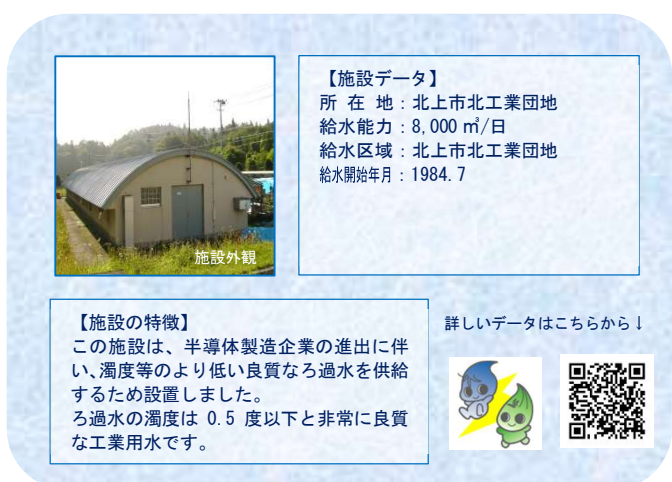 施設外観
【施設データ】
所 在 地：北上市北工業団地
給水能力：8,000 ㎥/日
給水区域：北上市北工業団地
給水開始年月：1984.7
【施設の特徴】
この施設は、半導体製造企業の進出に伴
い、濁度等のより低い良質なろ過水を供給
するため設置しました。
ろ過水の濁度は 0.5 度以下と非常に良質
な工業用水です。
詳しいデータはこちらから↓